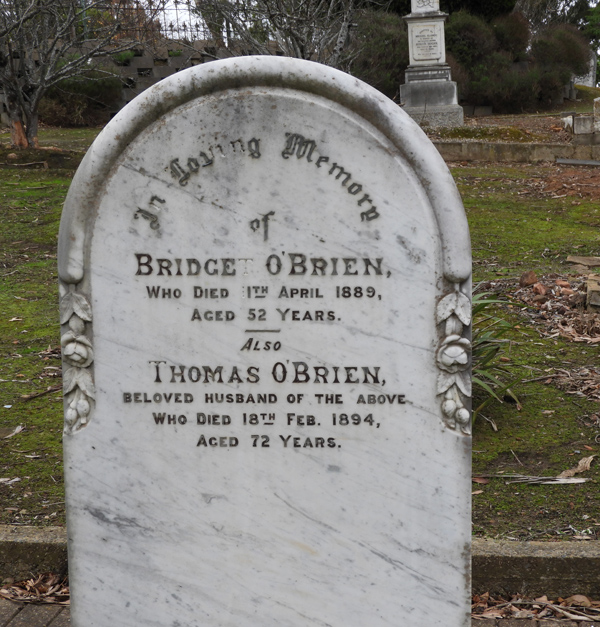 In Loving Memory
of
BRIDGET O'BRIEN,
WHO DIED 11TH APRIL 1889,
AGED 52 YEARS.
ALSO
THOMAS O'BRIEN,
BELOVED HUSBAND OF THE ABOVE
WHO DIED 18TH FEB. 1894,
AGED 72 YEARS.